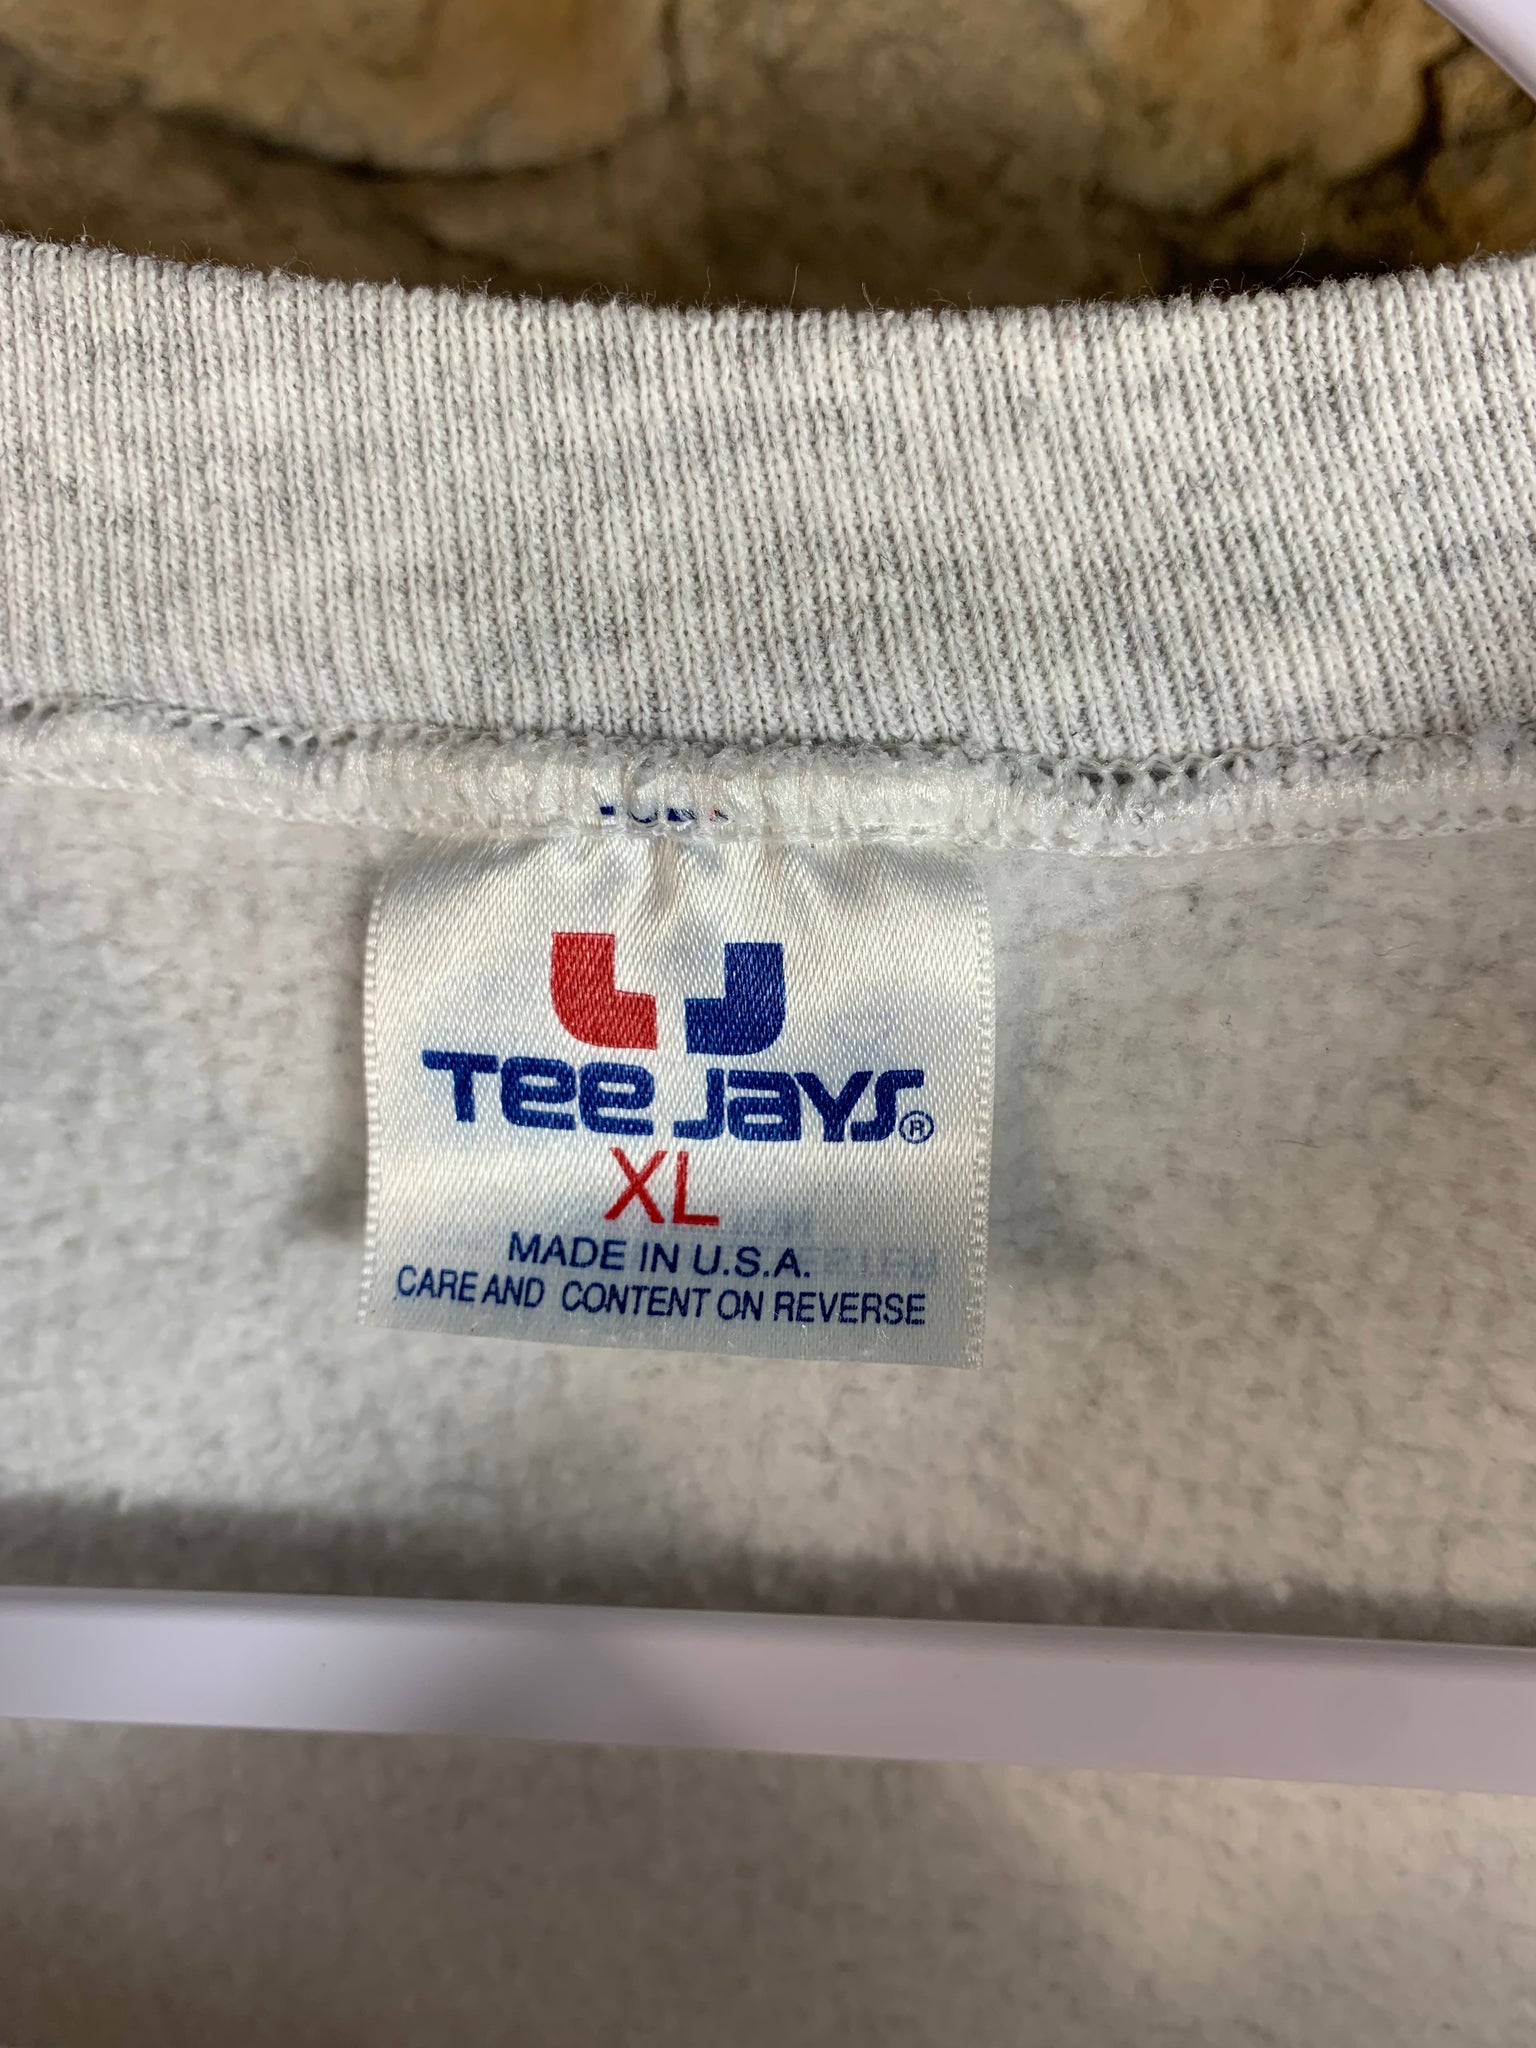 TEE JAYS®
XL
MADE IN U.S.A.
CARE AND CONTENT ON REVERSE